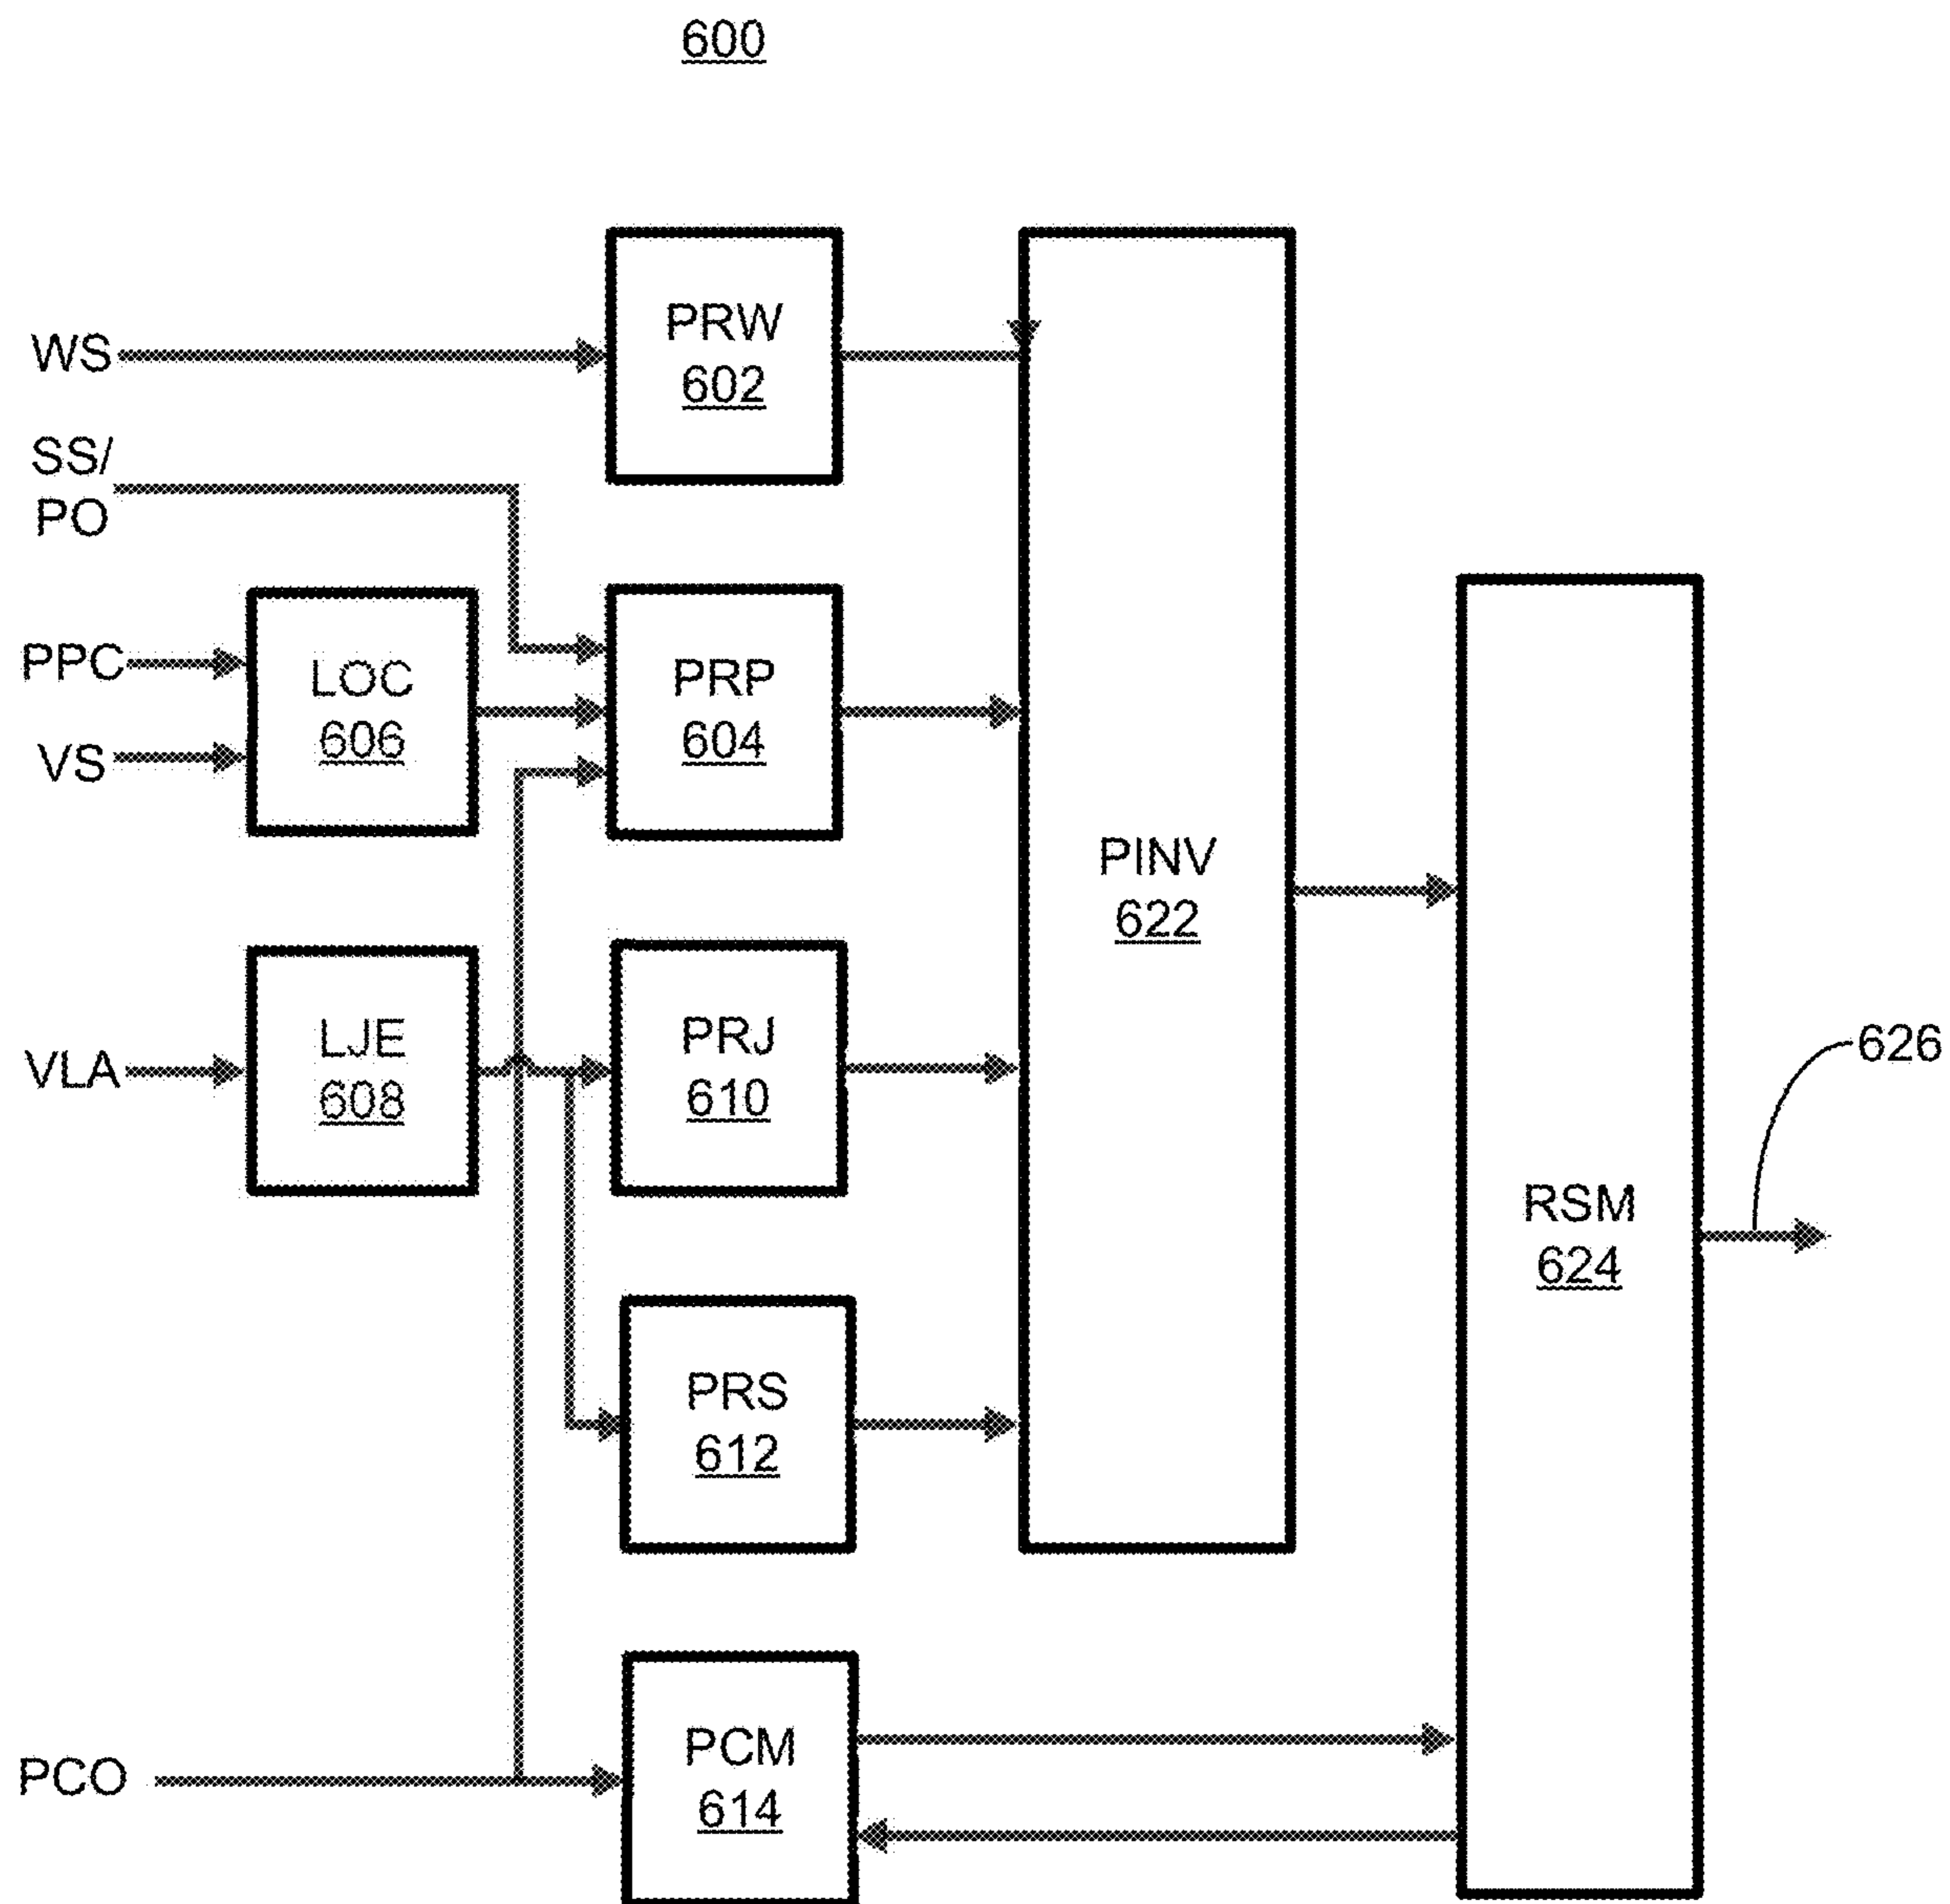 600
WS
PRW
602
SS/
PO
PPC
VS
LOC
606
PRP
604
PINV
622
VLA
LJE
608
PRJ
610
626
RSM
624
PRS
612
PCO
PCM
614